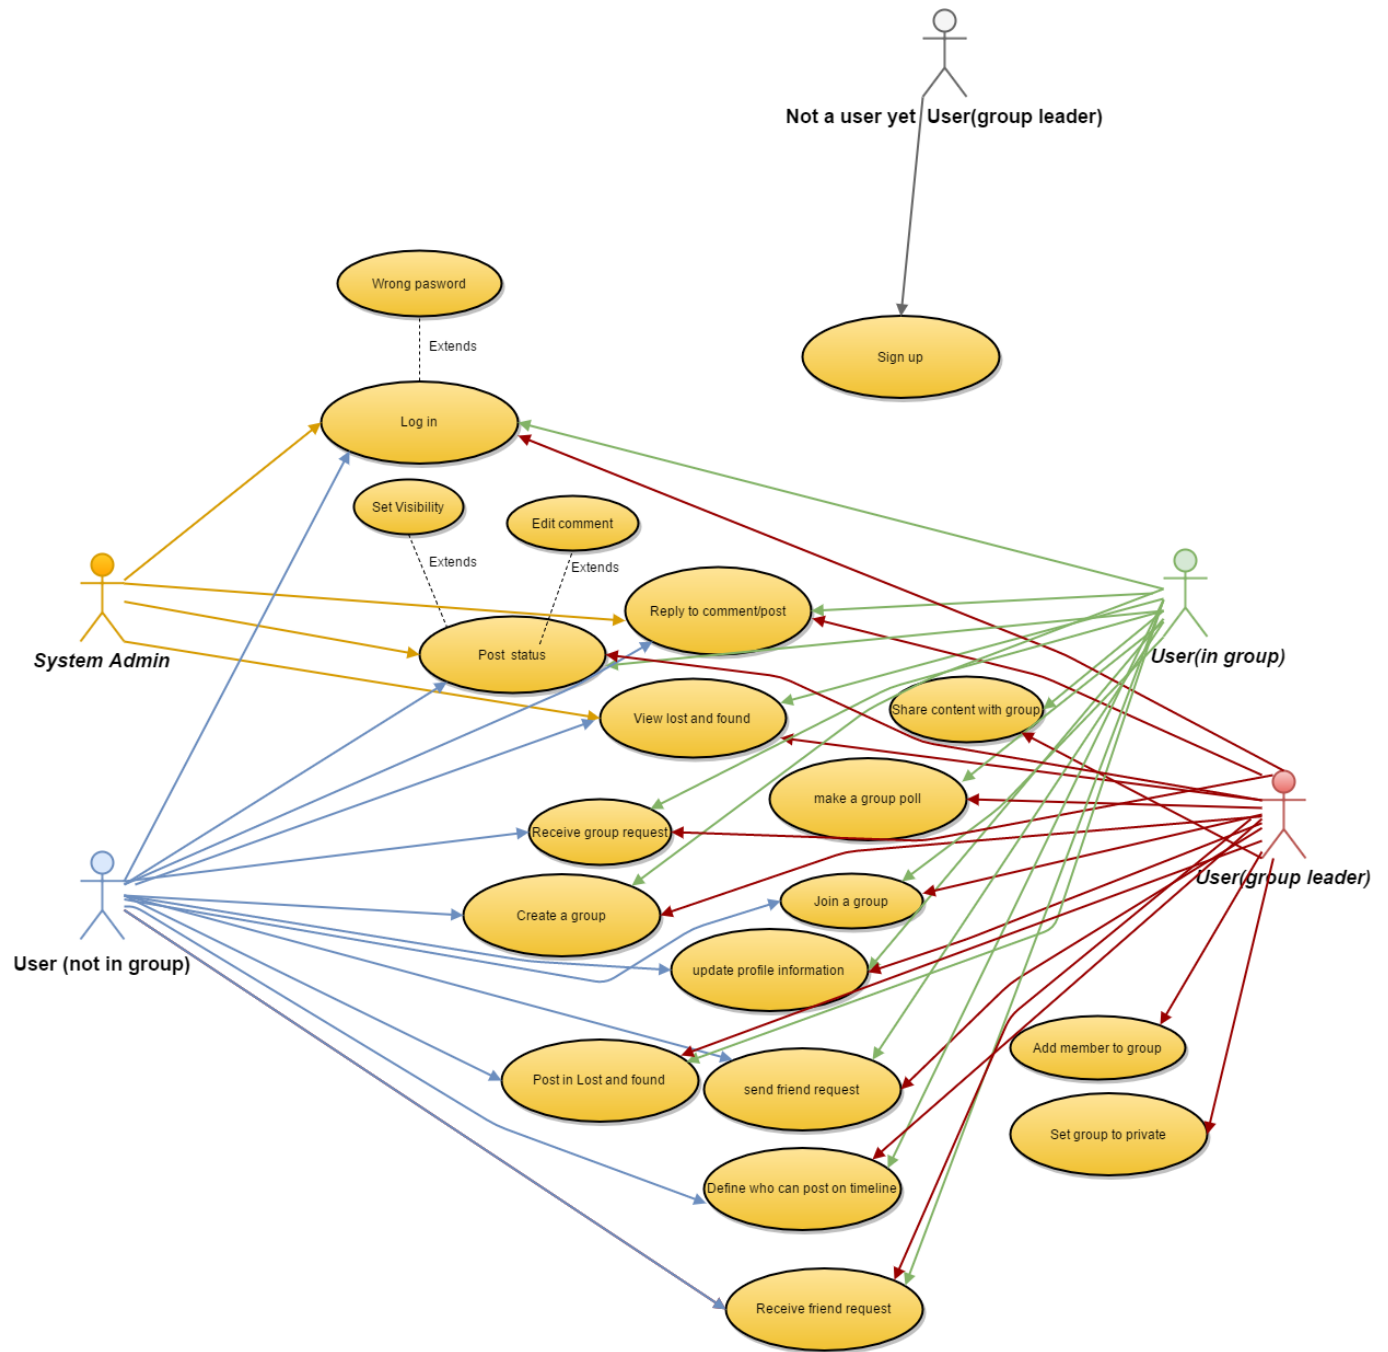 Not a user yet User(group leader)
Wrong pasword
Extends
Sign up
Log in
Set Visibility
Edit comment
Extends
Extends
Reply to comment/post
Post status
System Admin
User(in group)
View lost and found
Share content with group
make a group poll
Receive group request
User(group leader)
Create a group
Join a group
User (not in group)
update profile information
Add member to group
Post in Lost and found
send friend request
Set group to private
Define who can post on timeline
Receive friend request